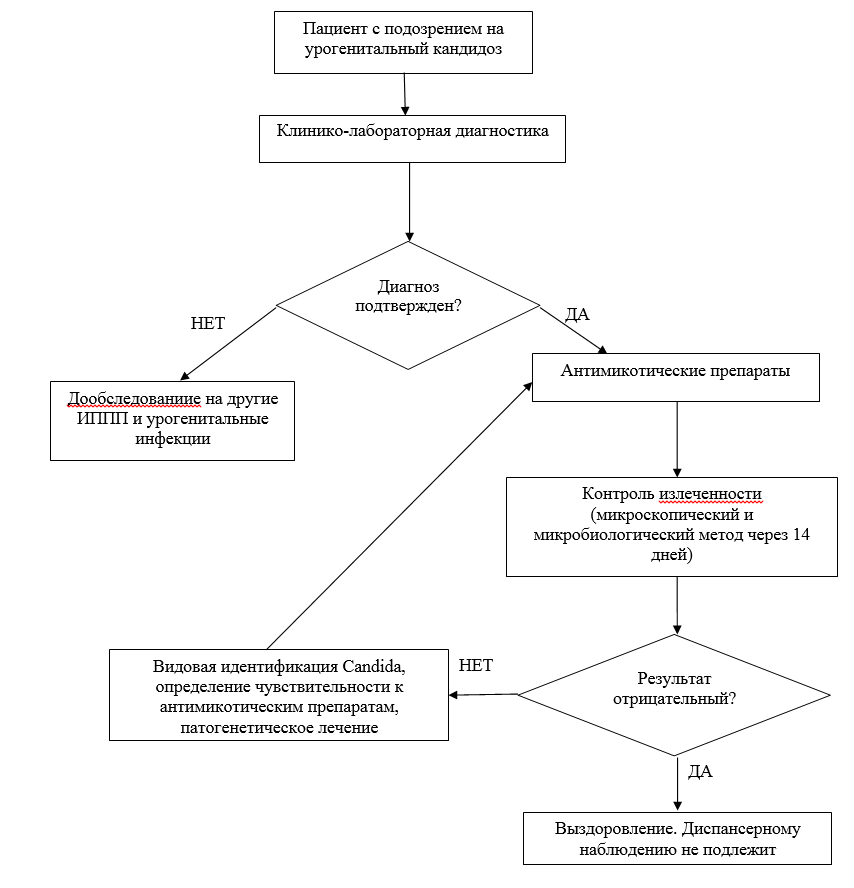 Пациент с подозрением на
урогенитальный кандидоз
Клинико-лабораторная диагностика
Диагноз
подтвержден?
НЕТ
ДА
Антимикотические препараты
Дообследованиие на другие
ИППП и урогенитальные
инфекции
Контроль излеченности
(микроскопический и
микробиологический метод через 14
дней)
Видовая идентификация Candida,
определение чувствительности к
антимикотическим препаратам,
патогенетическое лечение
НЕТ
Результат
отрицательный?
ДА
Выздоровление. Диспансерному
наблюдению не подлежит